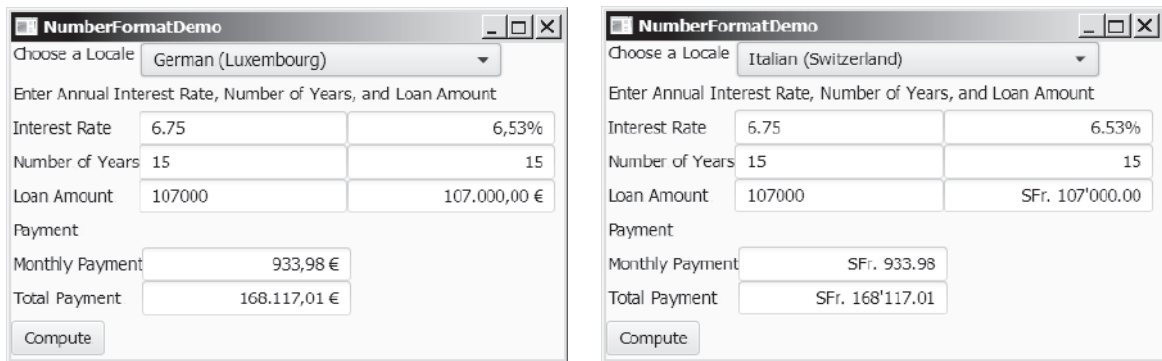 NumberFormatDemo
Choose a Locale German (Luxembourg)
Enter Annual Interest Rate, Number of Years, and Loan Amount
Interest Rate 6.75 6,53%
Number of Years 15 15
Loan Amount 107000 107.000,00 €
Payment
Monthly Payment 933,98 €
Total Payment 168.117,01 €
Compute
NumberFormatDemo
Choose a Locale Italian (Switzerland)
Enter Annual Interest Rate, Number of Years, and Loan Amount
Interest Rate 6.75 6.53%
Number of Years 15 15
Loan Amount 107000 SFr. 107'000.00
Payment
Monthly Payment SFr. 933.98
Total Payment SFr. 168'117.01
Compute